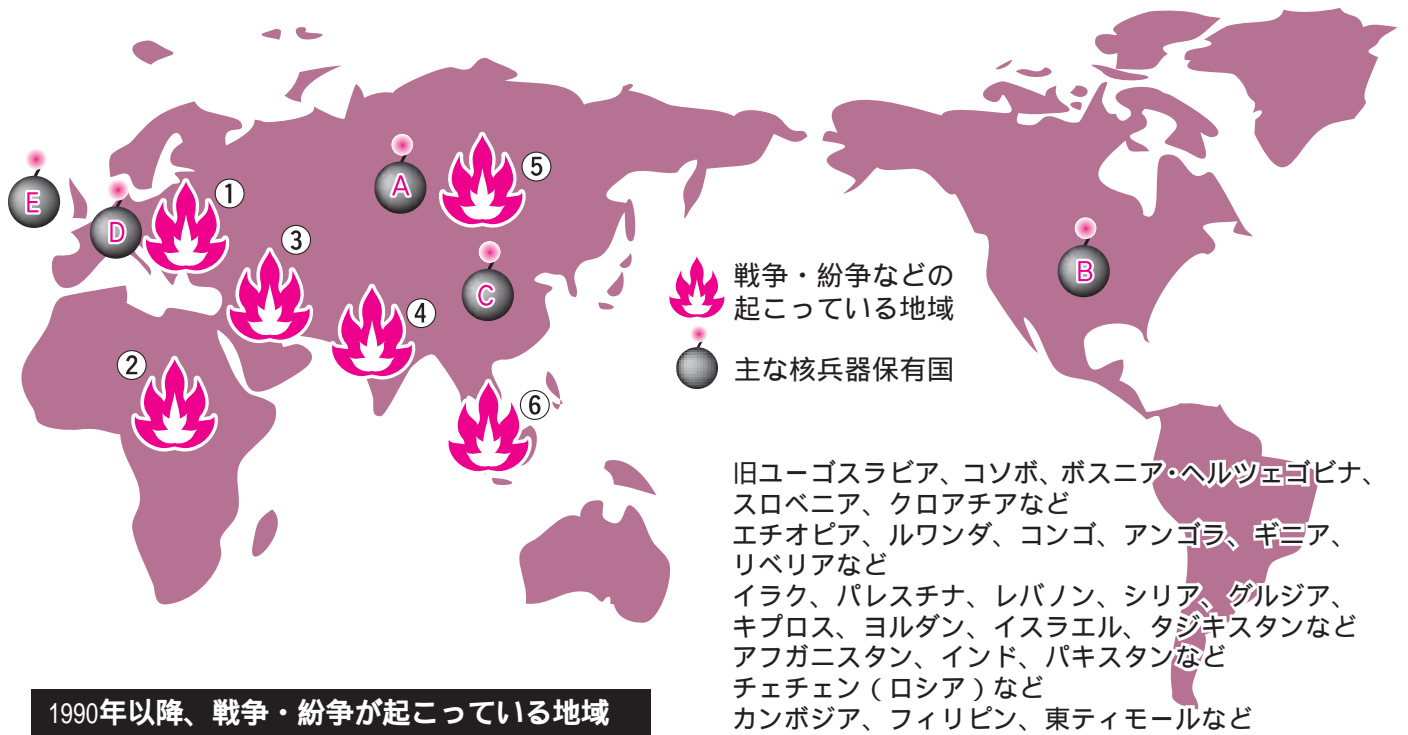 E
D
①
A
⑤
③
C
④
②
⑥
B
戦争・紛争などの
起こっている地域
主な核兵器保有国
旧ユーゴスラビア、コソボ、ボスニア・ヘルツェゴビナ、
スロベニア、クロアチアなど
エチオピア、ルワンダ、コンゴ、アンゴラ、ギニア、
リベリアなど
イラク、パレスチナ、レバノン、シリア、グルジア、
キプロス、ヨルダン、イスラエル、タジキスタンなど
アフガニスタン、インド、パキスタンなど
チェチェン（ロシア）など
カンボジア、フィリピン、東ティモールなど
1990年以降、戦争・紛争が起こっている地域